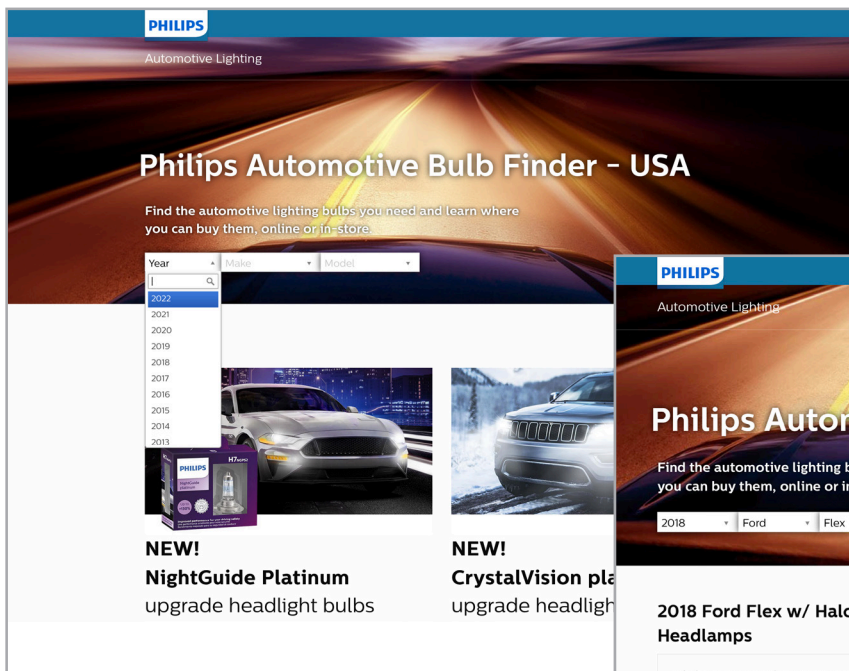 PHILIPS
Automotive Lighting
Philips Automotive Bulb Finder – USA
Find the automotive lighting bulbs you need and learn where
you can buy them, online or in-store
Year Make Model
2022
2021
2020
2019
2018
2017
2016
2015
2014
2013
PHILIPS
NightGuide
platinum
H7
NEW!
NightGuide Platinum
upgrade headlight bulbs
NEW!
CrystalVision pla
upgrade headligh
PHILIPS
Automotive Lighting
Philips Auton
Find the automotive lighting b
you can buy them, online or in
2018 Ford Flex
2018 Ford Flex w/ Halo
Headlamps